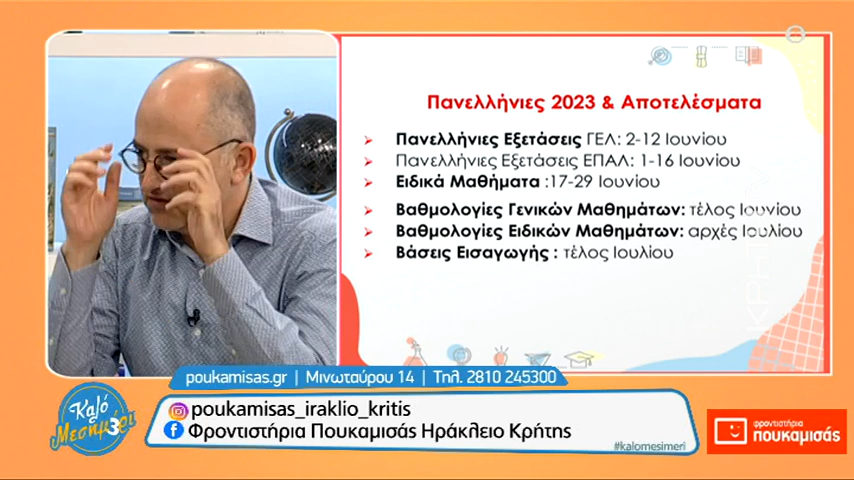 Πανελλήνιες 2023 & Αποτελέσματα
Πανελλήνιες Εξετάσεις ΓΕΛ: 2-12 Ιουνίου
Πανελλήνιες Εξετάσεις ΕΠΑΛ: 1-16 Ιουνίου
Ειδικά Μαθήματα :17-29 Ιουνίου
Βαθμολογίες Γενικών Μαθημάτων: τέλος Ιουνίου
Βαθμολογίες Ειδικών Μαθημάτων: αρχές Ιουλίου
Βάσεις Εισαγωγής : τέλος Ιουλίου
poukamisas.gr | Μινωταύρου 14 | Τηλ. 2810 245300
poukamisas_iraklio_kritis
Φροντιστήρια Πουκαμισάς Ηράκλειο Κρήτης
#kalomesimeri
Καλό
Μεσημέρι
3
φροντιστήρια
πουκαμισάς